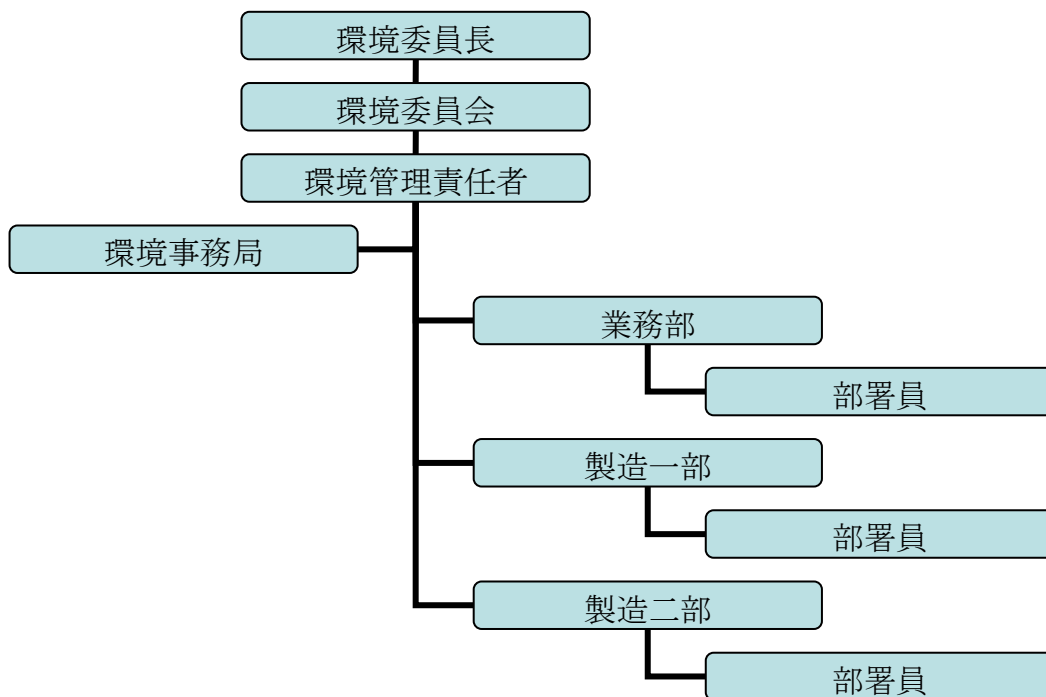 環境委員長
環境委員会
環境管理責任者
環境事務局
業務部
部署員
製造一部
部署員
製造二部
部署員